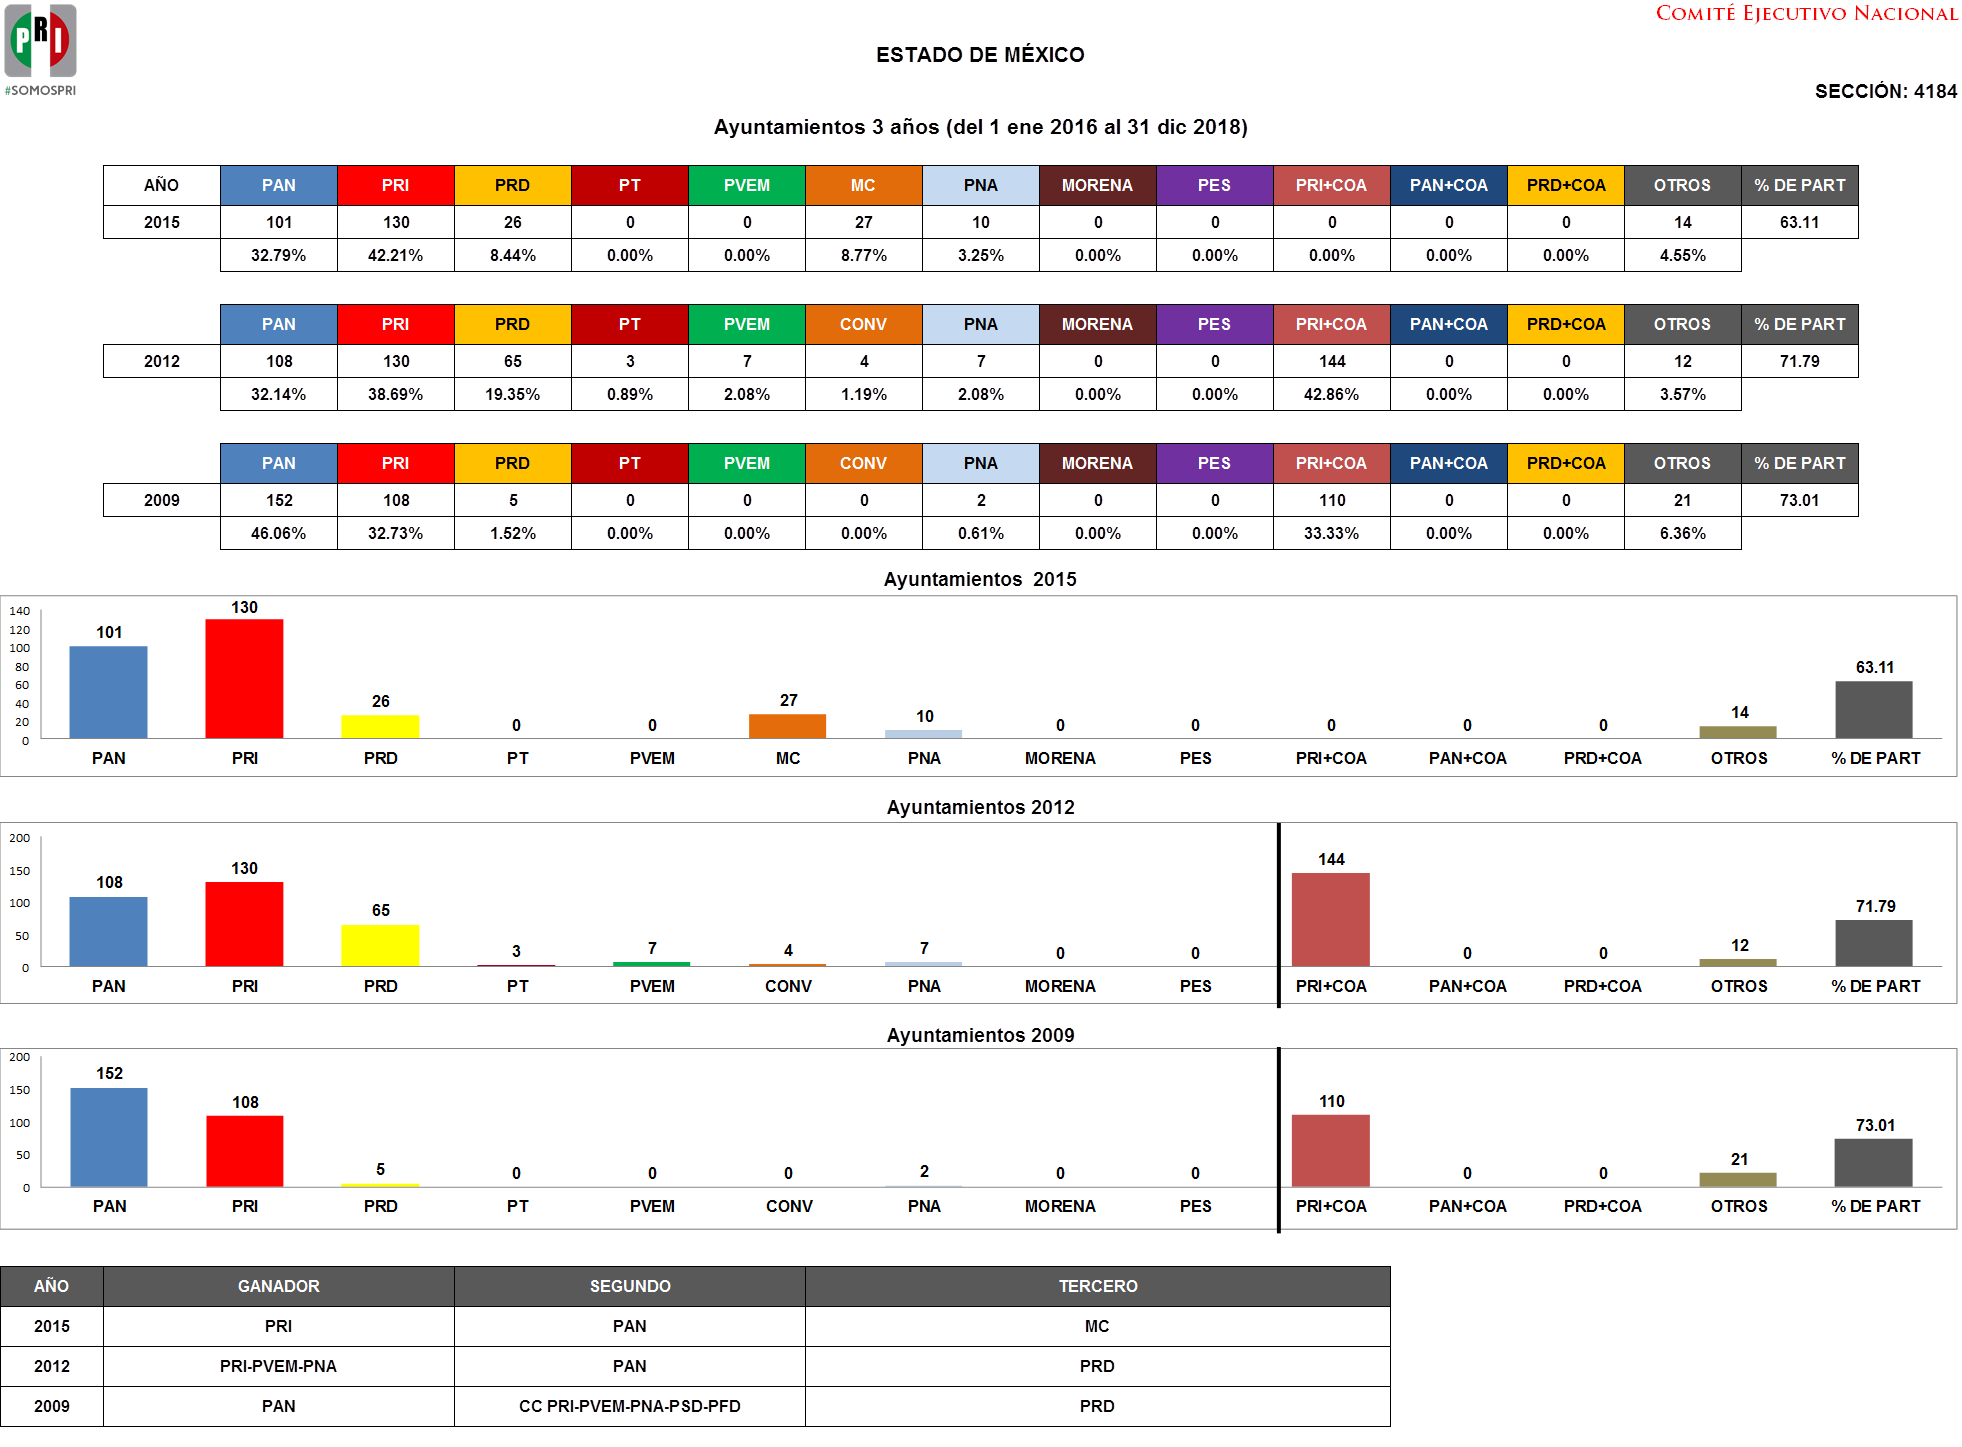 PRI
#SOMOSPRI
COMITÉ EJECUTIVO NACIONAL
ESTADO DE MÉXICO
SECCIÓN: 4184
Ayuntamientos 3 años (del 1 ene 2016 al 31 dic 2018)
AÑO PAN PRI PRD PT PVEM MC PNA MORENA PES PRI+COA PAN+COA PRD+COA OTROS % DE PART
2015 101 130 26 0 0 27 10 0 0 0 0 0 14 63.11
32.79% 42.21% 8.44% 0.00% 0.00% 8.77% 3.25% 0.00% 0.00% 0.00% 0.00% 0.00% 4.55%
PAN PRI PRD PT PVEM CONV PNA MORENA PES PRI+COA PAN+COA PRD+COA OTROS % DE PART
2012 108 130 65 3 7 4 7 0 0 144 0 0 12 71.79
32.14% 38.69% 19.35% 0.89% 2.08% 1.19% 2.08% 0.00% 0.00% 42.86% 0.00% 0.00% 3.57%
PAN PRI PRD PT PVEM CONV PNA MORENA PES PRI+COA PAN+COA PRD+COA OTROS % DE PART
2009 152 108 5 0 0 0 2 0 0 110 0 0 21 73.01
46.06% 32.73% 1.52% 0.00% 0.00% 0.00% 0.61% 0.00% 0.00% 33.33% 0.00% 0.00% 6.36%
Ayuntamientos 2015
140
120
100
80
60
40
20
0
101 130 26 0 0 27 10 0 0 0 0 0 14 63.11
PAN PRI PRD PT PVEM MC PNA MORENA PES PRI+COA PAN+COA PRD+COA OTROS % DE PART
Ayuntamientos 2012
200
150
100
50
0
108 130 65 3 7 4 7 0 0 144 0 0 12 71.79
PAN PRI PRD PT PVEM CONV PNA MORENA PES PRI+COA PAN+COA PRD+COA OTROS % DE PART
Ayuntamientos 2009
200
150
100
50
0
152 108 5 0 0 0 2 0 0 110 0 0 21 73.01
PAN PRI PRD PT PVEM CONV PNA MORENA PES PRI+COA PAN+COA PRD+COA OTROS % DE PART
AÑO GANADOR SEGUNDO TERCERO
2015 PRI PAN MC
2012 PRI-PVEM-PNA PAN PRD
2009 PAN CC PRI-PVEM-PNA-PSD-PFD PRD